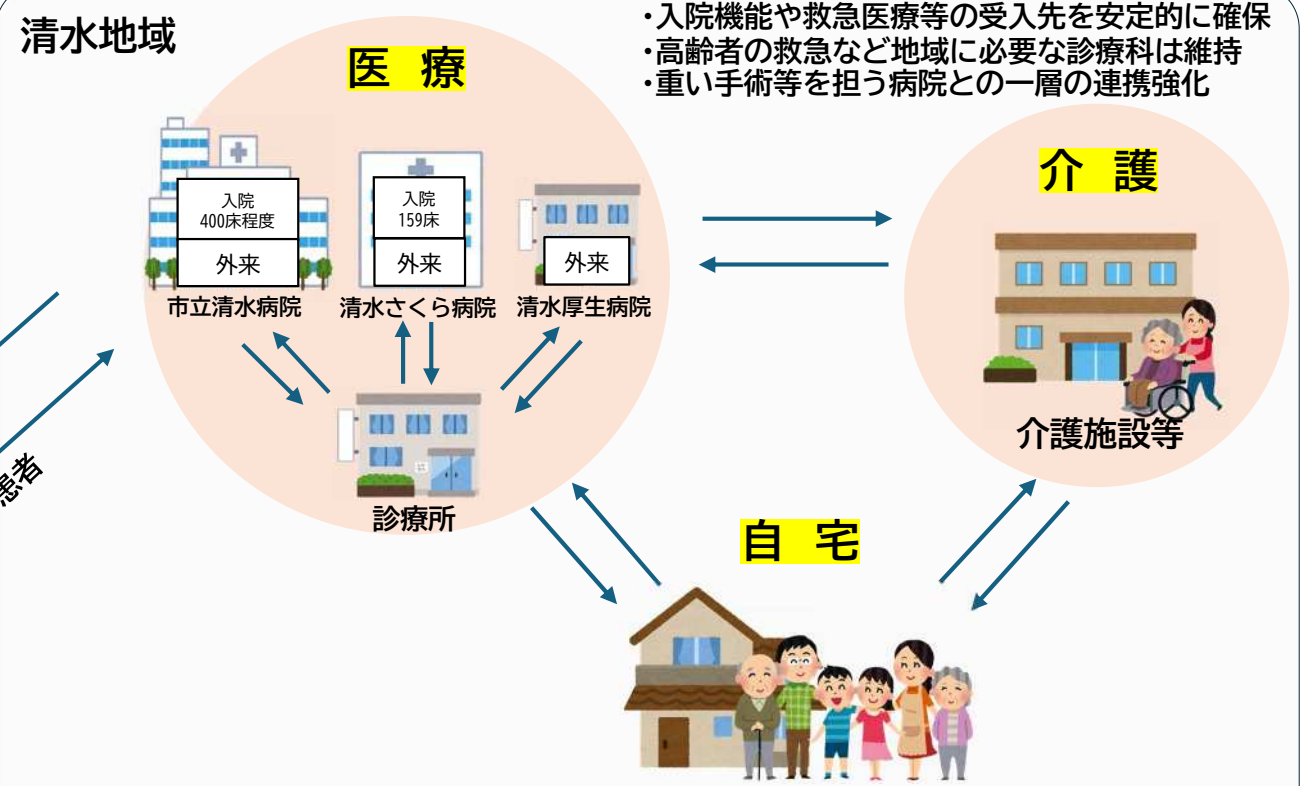 清水地域
・入院機能や救急医療等の受入先を安定的に確保
・高齢者の救急など地域に必要な診療科は維持
・重い手術等を担う病院との一層の連携強化
医 療
入院
400床程度
外来
市立清水病院
入院
159床
外来
清水さくら病院
外来
清水厚生病院
診療所
介 護
介護施設等
自 宅
患者